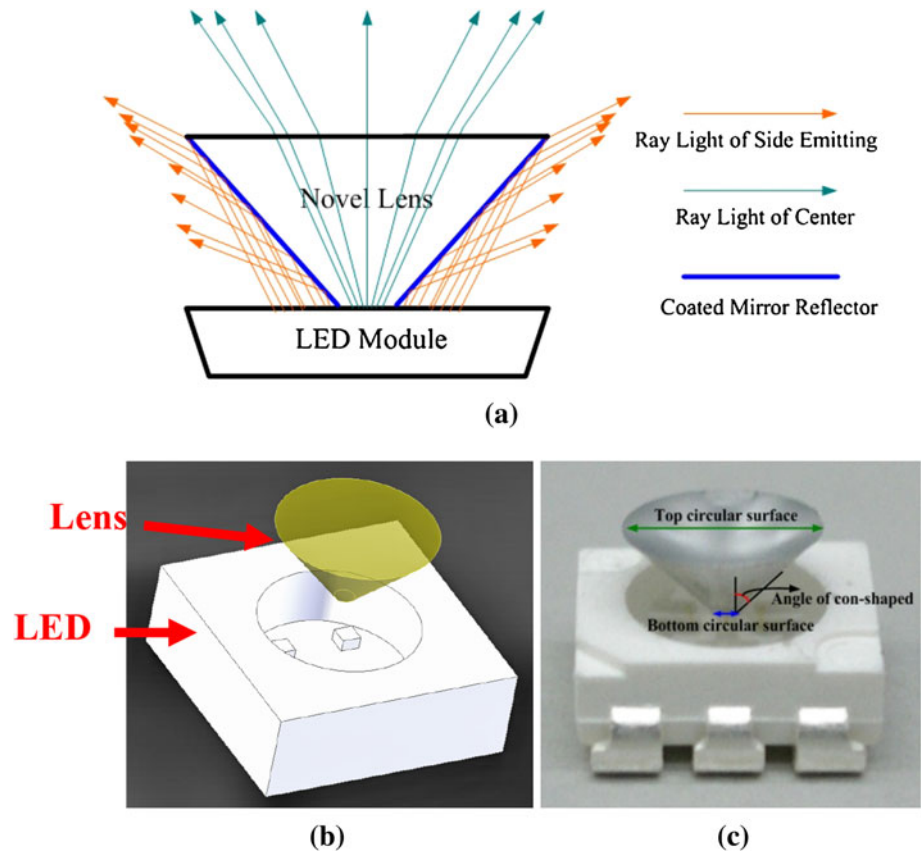 Ray Light of Side Emitting
Novel Lens
Ray Light of Center
LED Module
Coated Mirror Reflector
(a)
Lens
LED
Top circular surface
Angle of con-shaped
Bottom circular surface
(b)
(c)